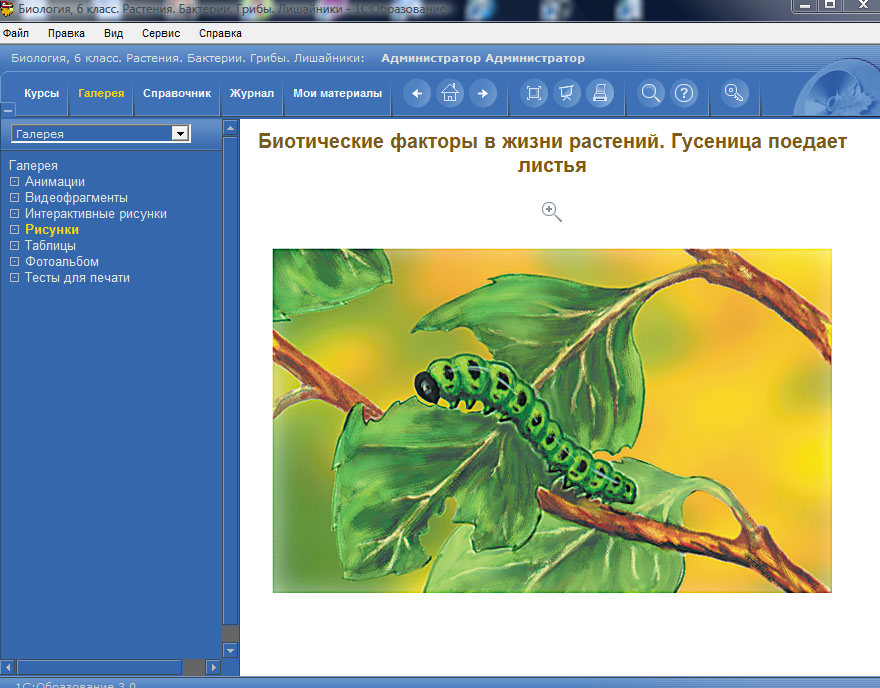 Биология, 6 класс. Растения. Бактерии. Грибы. Лишайники - 1С:Образование
Файл Правка Вид Сервис Справка
Биология, 6 класс. Растения. Бактерии. Грибы. Лишайники: Администратор Администратор
Курсы Галерея Справочник Журнал Мои материалы
Галерея
Биотические факторы в жизни растений. Гусеница поедает
листья
Галерея
Анимации
Видеофрагменты
Интерактивные рисунки
Рисунки
Таблицы
Фотоальбом
Тесты для печати
1С:Образование 3.0